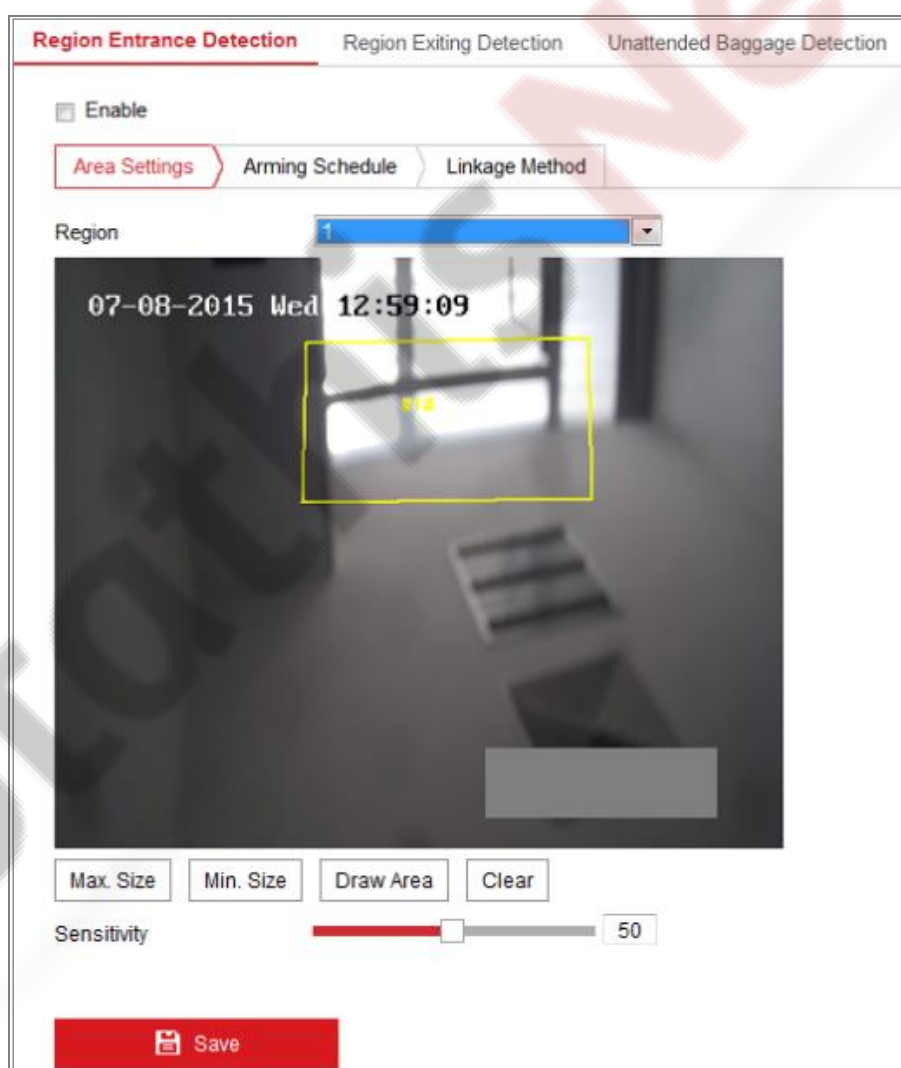 Region Entrance Detection Region Exiting Detection Unattended Baggage Detection
Enable
Area Settings Arming Schedule Linkage Method
Region 1
07-08-2015 Wed 12:59:09
#1#
Max. Size Min. Size Draw Area Clear
Sensitivity 50
Save